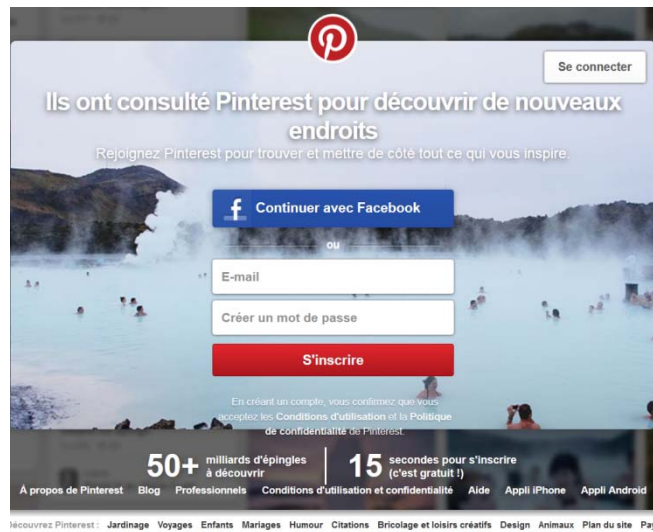 Se connecter
Ils ont consulté Pinterest pour découvrir de nouveaux
endroits
Rejoignez Pinterest pour trouver et mettre de côté tout ce qui vous inspire.
f Continuer avec Facebook
ou
E-mail
Créer un mot de passe
S'inscrire
En créant un compte, vous confirmez que vous
acceptez les Conditions d'utilisation et la Politique
de confidentialité de Pinterest.
50+ milliards d'épingles
à découvrir
15 secondes pour s'inscrire
(c'est gratuit !)
À propos de Pinterest Blog Professionnels Conditions d'utilisation et confidentialité Aide Appli iPhone Appli Android
Découvrez Pinterest : Jardinage Voyages Enfants Mariages Humour Citations Bricolage et loisirs créatifs Design Animaux Plan du site